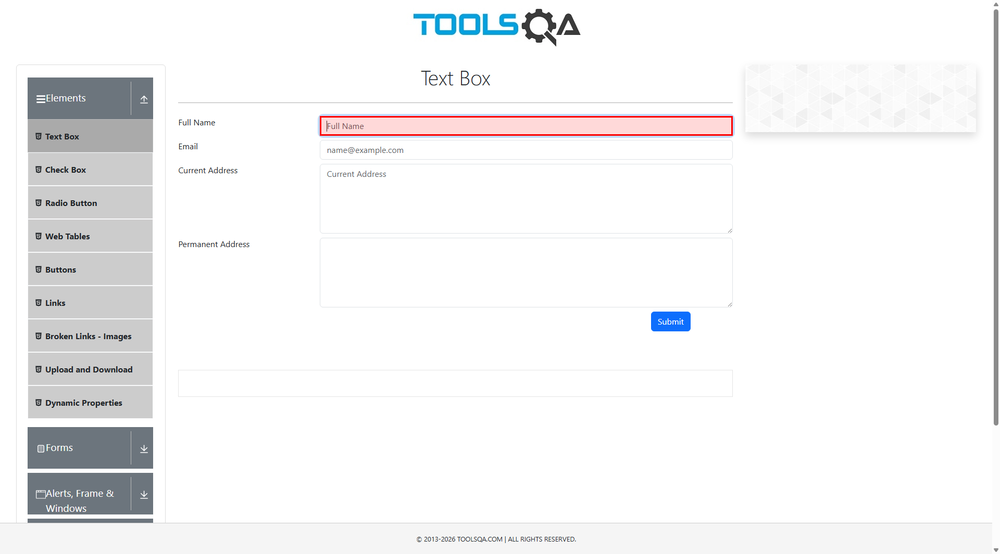 TOOLSQA
Elements
Text Box
Check Box
Radio Button
Web Tables
Buttons
Links
Broken Links - Images
Upload and Download
Dynamic Properties
Forms
Alerts, Frame &
Windows
Text Box
Full Name
Full Name
Email
name@example.com
Current Address
Current Address
Permanent Address
Submit
© 2013-2026 TOOLSQA.COM | ALL RIGHTS RESERVED.